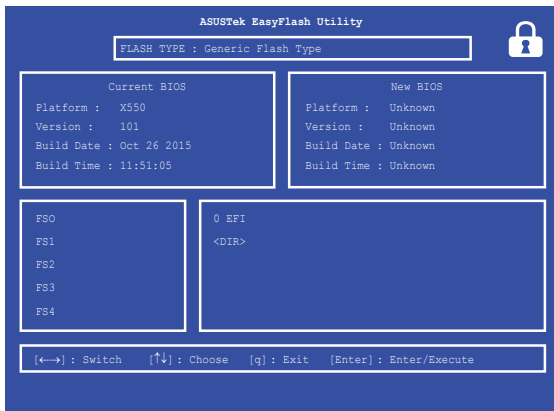 ASUSTek EasyFlash Utility
FLASH TYPE : Generic Flash Type
Current BIOS
Platform : X550
Version : 101
Build Date : Oct 26 2015
Build Time : 11:51:05
New BIOS
Platform : Unknown
Version : Unknown
Build Date : Unknown
Build Time : Unknown
FS0
FS1
FS2
FS3
FS4
0 EFI
<DIR>
[←→] : Switch [↑↓] : Choose [q] : Exit [Enter] : Enter/Execute